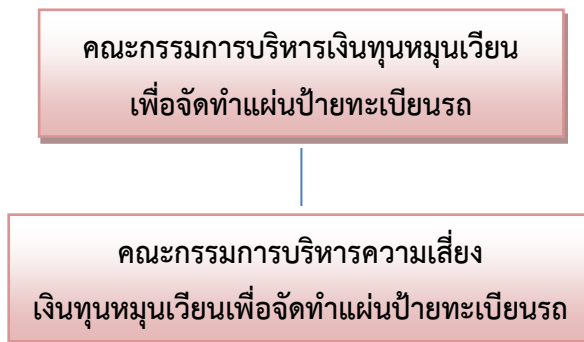 คณะกรรมการบริหารเงินทุนหมุนเวียน
เพื่อจัดทำแผ่นป้ายทะเบียนรถ
คณะกรรมการบริหารความเสี่ยง
เงินทุนหมุนเวียนเพื่อจัดทำแผ่นป้ายทะเบียนรถ